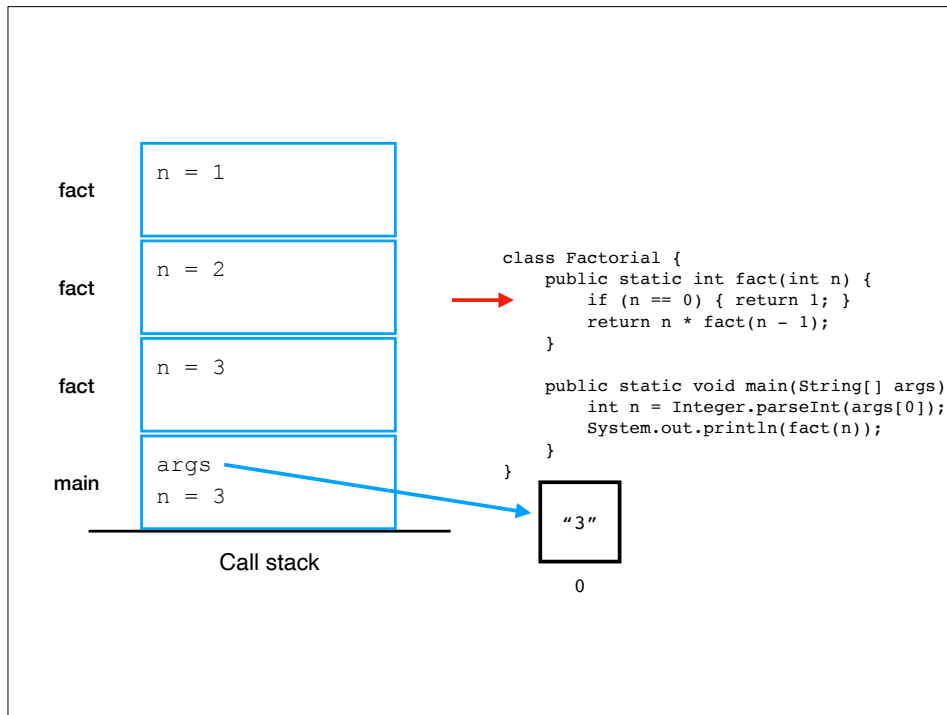 fact
n = 1
fact
n = 2
fact
n = 3
main
args
n = 3
Call stack
class Factorial {
    public static int fact(int n) {
        if (n == 0) { return 1; }
        return n * fact(n - 1);
    }
    public static void main(String[] args)
        int n = Integer.parseInt(args[0]);
        System.out.println(fact(n));
    }
}
“3”
0